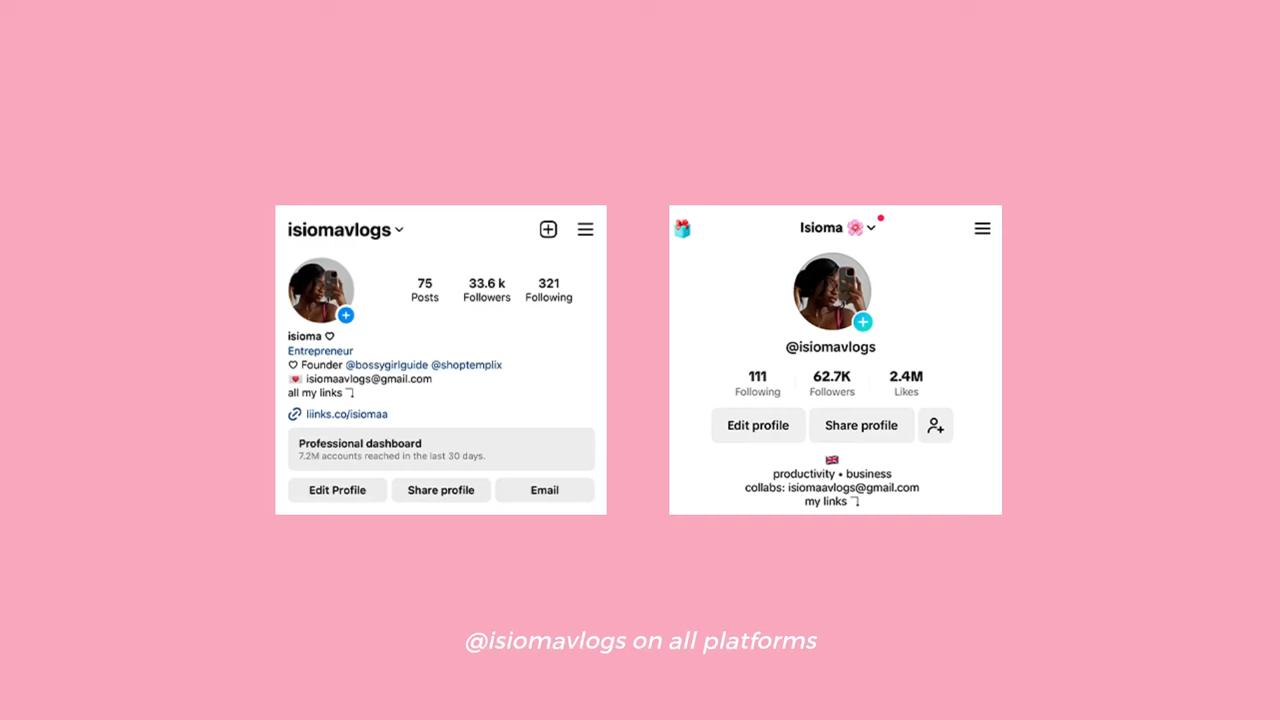 isiomavlogs
75 33.6 k 321
Posts Followers Following
isioma ♡
Entrepreneur
♡ Founder @bossygirlguide @shoptemplix
💌 isiomaavlogs@gmail.com
all my links ⤵
liinks.co/isiomaa
Professional dashboard
7.2M accounts reached in the last 30 days.
Edit Profile Share profile Email
Isioma 🌸
@isiomavlogs
111 62.7K 2.4M
Following Followers Likes
Edit profile Share profile
🇬🇧
productivity • business
collabs: isiomaavlogs@gmail.com
my links ⤵
@isiomavlogs on all platforms